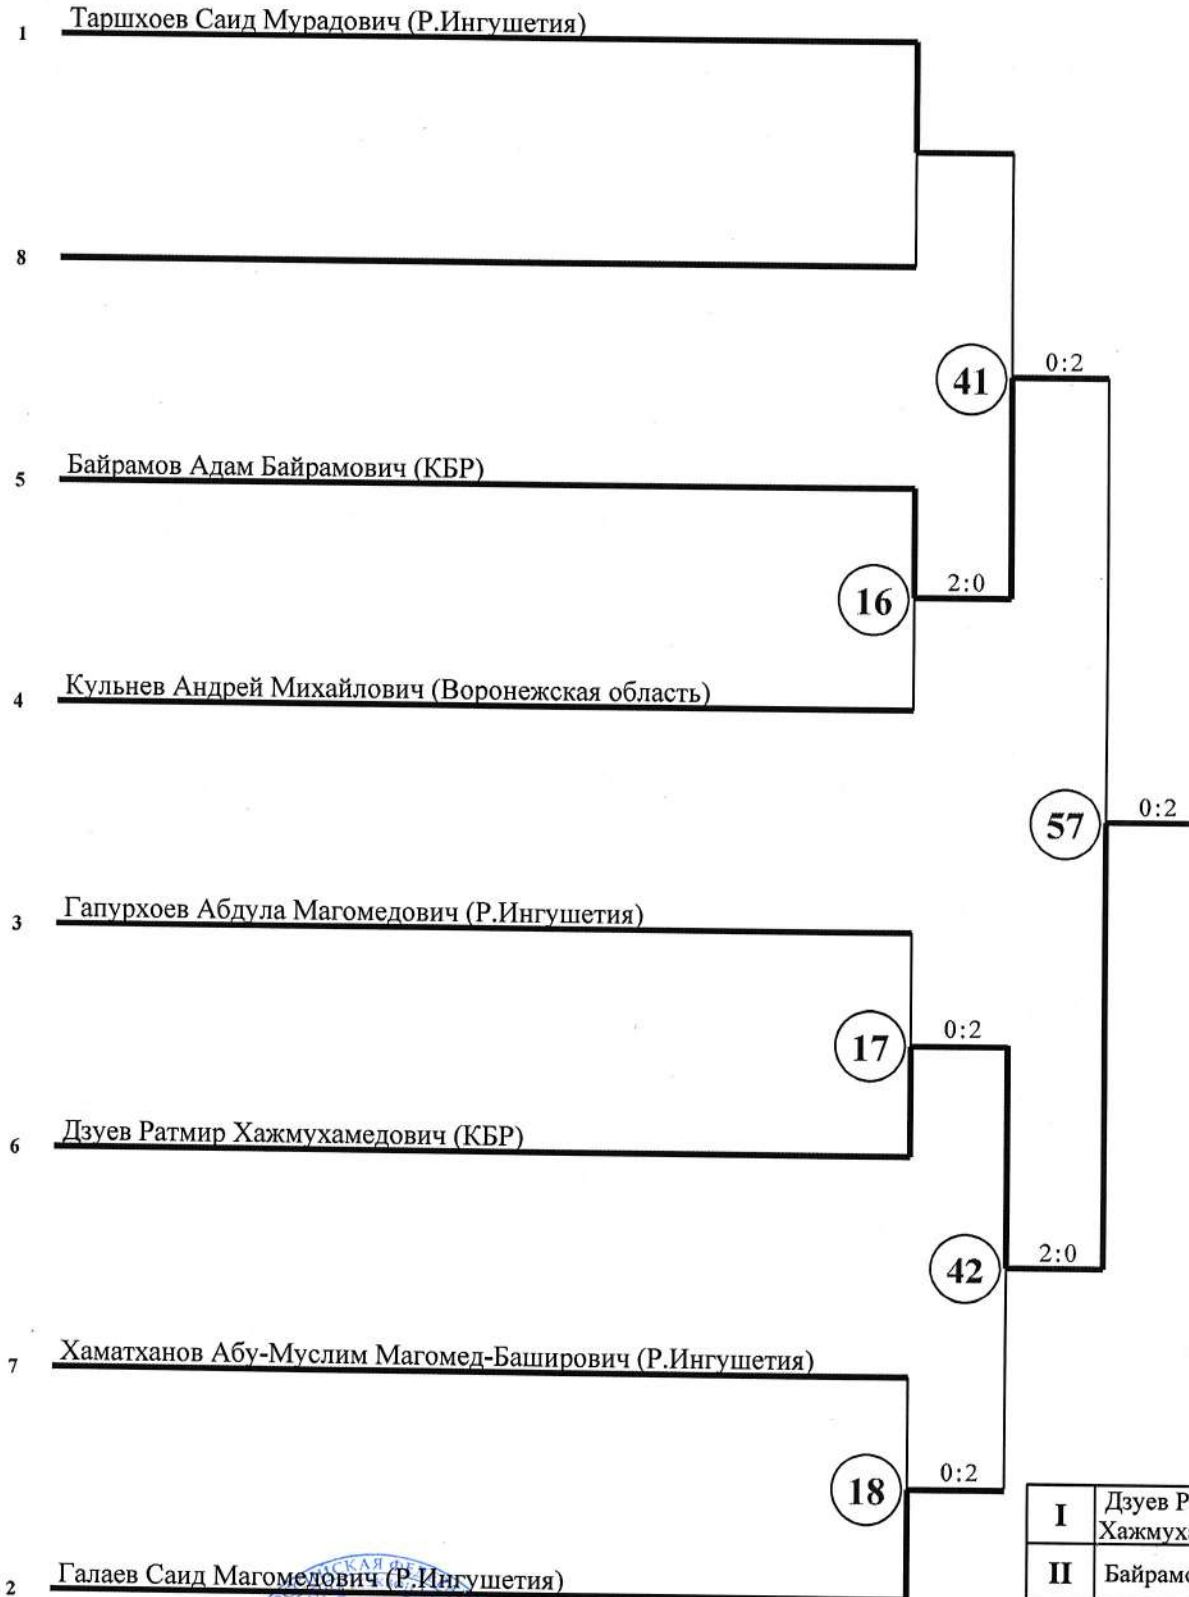 1 Таршхоев Саид Мурадович (Р.Ингушетия)
8
41 0:2
5 Байрамов Адам Байрамович (КБР)
16 2:0
4 Кульнев Андрей Михайлович (Воронежская область)
57 0:2
3 Гапурхоев Абдула Магомедович (Р.Ингушетия)
17 0:2
6 Дзуев Ратмир Хажмухамедович (КБР)
42 2:0
7 Хаматханов Абу-Муслим Магомед-Баширович (Р.Ингушетия)
18 0:2
I Дзуев Р
Хажмух
2 Галаев Саид Магомедович (Р.Ингушетия)
II Байрамо